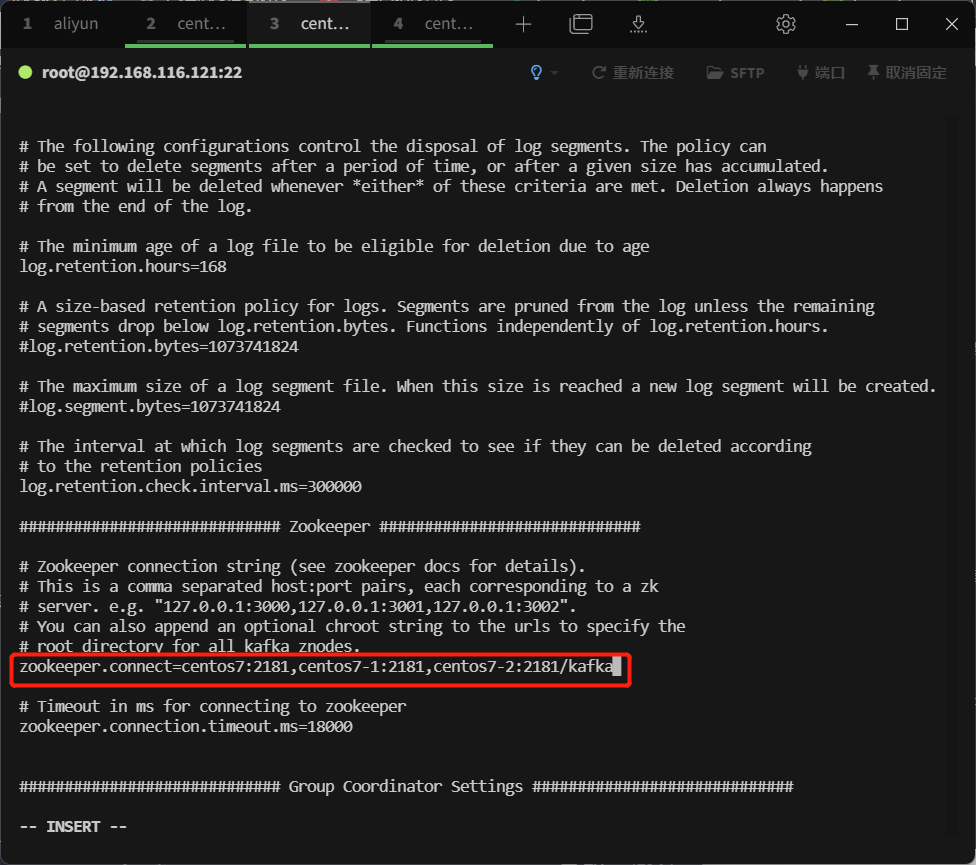 1 aliyun 2 cent... 3 cent... 4 cent...
root@192.168.116.121:22 重新连接 SFTP 端口 取消固定
# The following configurations control the disposal of log segments. The policy can
# be set to delete segments after a period of time, or after a given size has accumulated.
# A segment will be deleted whenever *either* of these criteria are met. Deletion always happens
# from the end of the log.
# The minimum age of a log file to be eligible for deletion due to age
log.retention.hours=168
# A size-based retention policy for logs. Segments are pruned from the log unless the remaining
# segments drop below log.retention.bytes. Functions independently of log.retention.hours.
#log.retention.bytes=1073741824
# The maximum size of a log segment file. When this size is reached a new log segment will be created.
#log.segment.bytes=1073741824
# The interval at which log segments are checked to see if they can be deleted according
# to the retention policies
log.retention.check.interval.ms=300000
############################# Zookeeper #############################
# Zookeeper connection string (see zookeeper docs for details).
# This is a comma separated host:port pairs, each corresponding to a zk
# server. e.g. "127.0.0.1:3000,127.0.0.1:3001,127.0.0.1:3002".
# You can also append an optional chroot string to the urls to specify the
# root directory for all kafka znodes.
zookeeper.connect=centos7:2181,centos7-1:2181,centos7-2:2181/kafka
# Timeout in ms for connecting to zookeeper
zookeeper.connection.timeout.ms=18000
############################# Group Coordinator Settings #############################
-- INSERT --